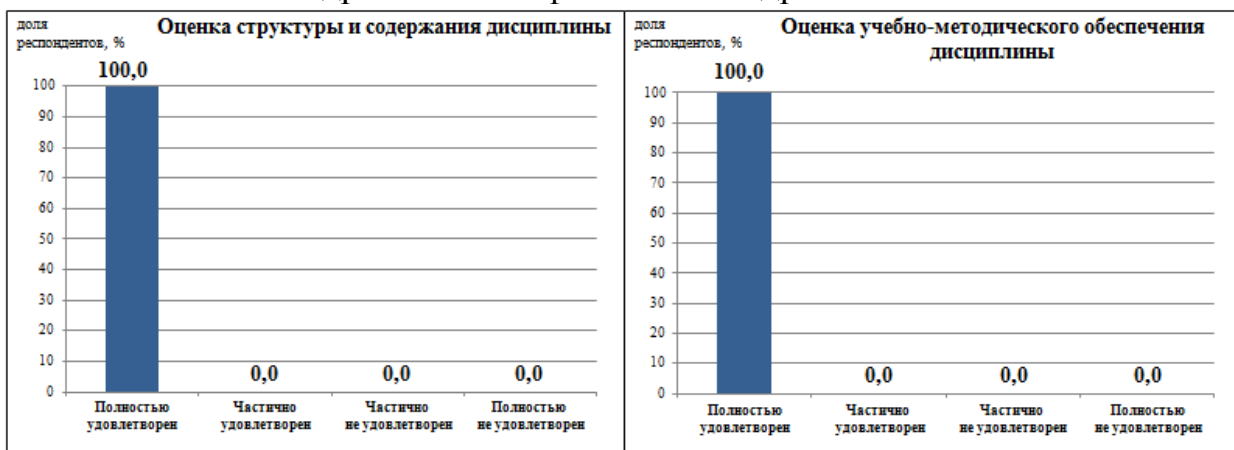 доля
респондентов, %
Оценка структуры и содержания дисциплины
100,0
100
90
80
70
60
50
40
30
20
10
0
0,0 0,0 0,0
Полностью удовлетворен
Частично удовлетворен
Частично не удовлетворен
Полностью не удовлетворен
доля
респондентов, %
Оценка учебно-методического обеспечения
дисциплины
100,0
100
90
80
70
60
50
40
30
20
10
0
0,0 0,0 0,0
Полностью удовлетворен
Частично удовлетворен
Частично не удовлетворен
Полностью не удовлетворен